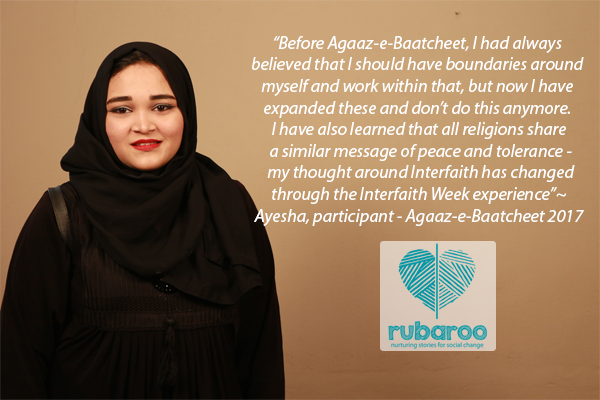 “Before Agaaz-e-Baatcheet, I had always
believed that I should have boundaries around
myself and work within that, but now I have
expanded these and don’t do this anymore.
I have also learned that all religions share
a similar message of peace and tolerance -
my thought around Interfaith has changed
through the Interfaith Week experience”~
Ayesha, participant - Agaaz-e-Baatcheet 2017
rubaroo
nurturing stories for social change